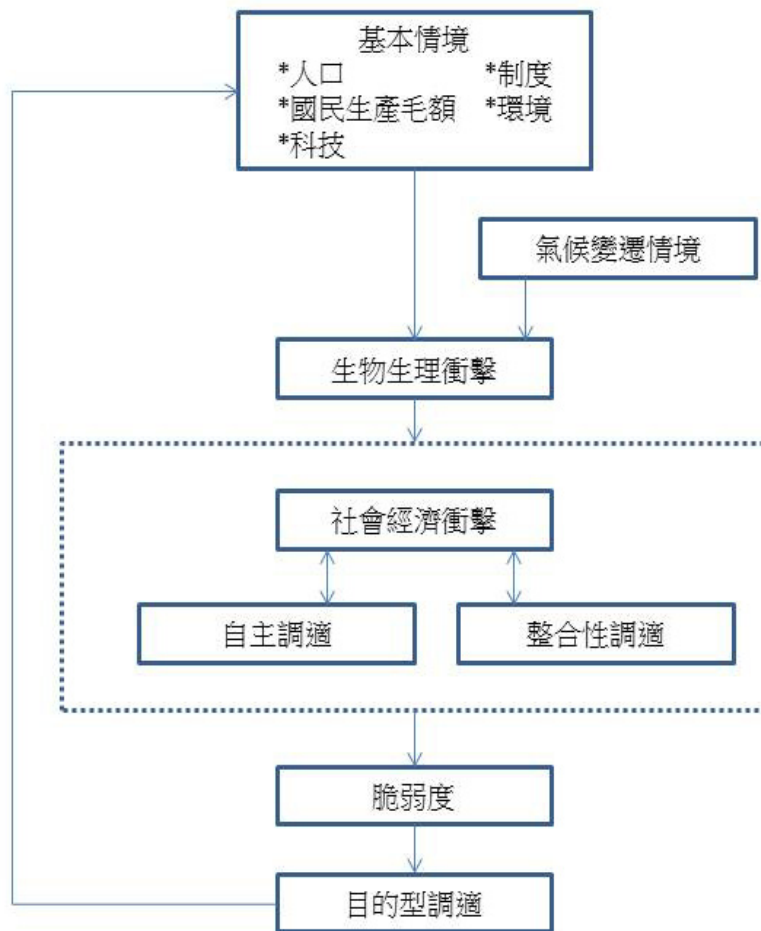 基本情境
*人口 *制度
*國民生產毛額 *環境
*科技
氣候變遷情境
生物生理衝擊
社會經濟衝擊
自主調適 整合性調適
脆弱度
目的型調適